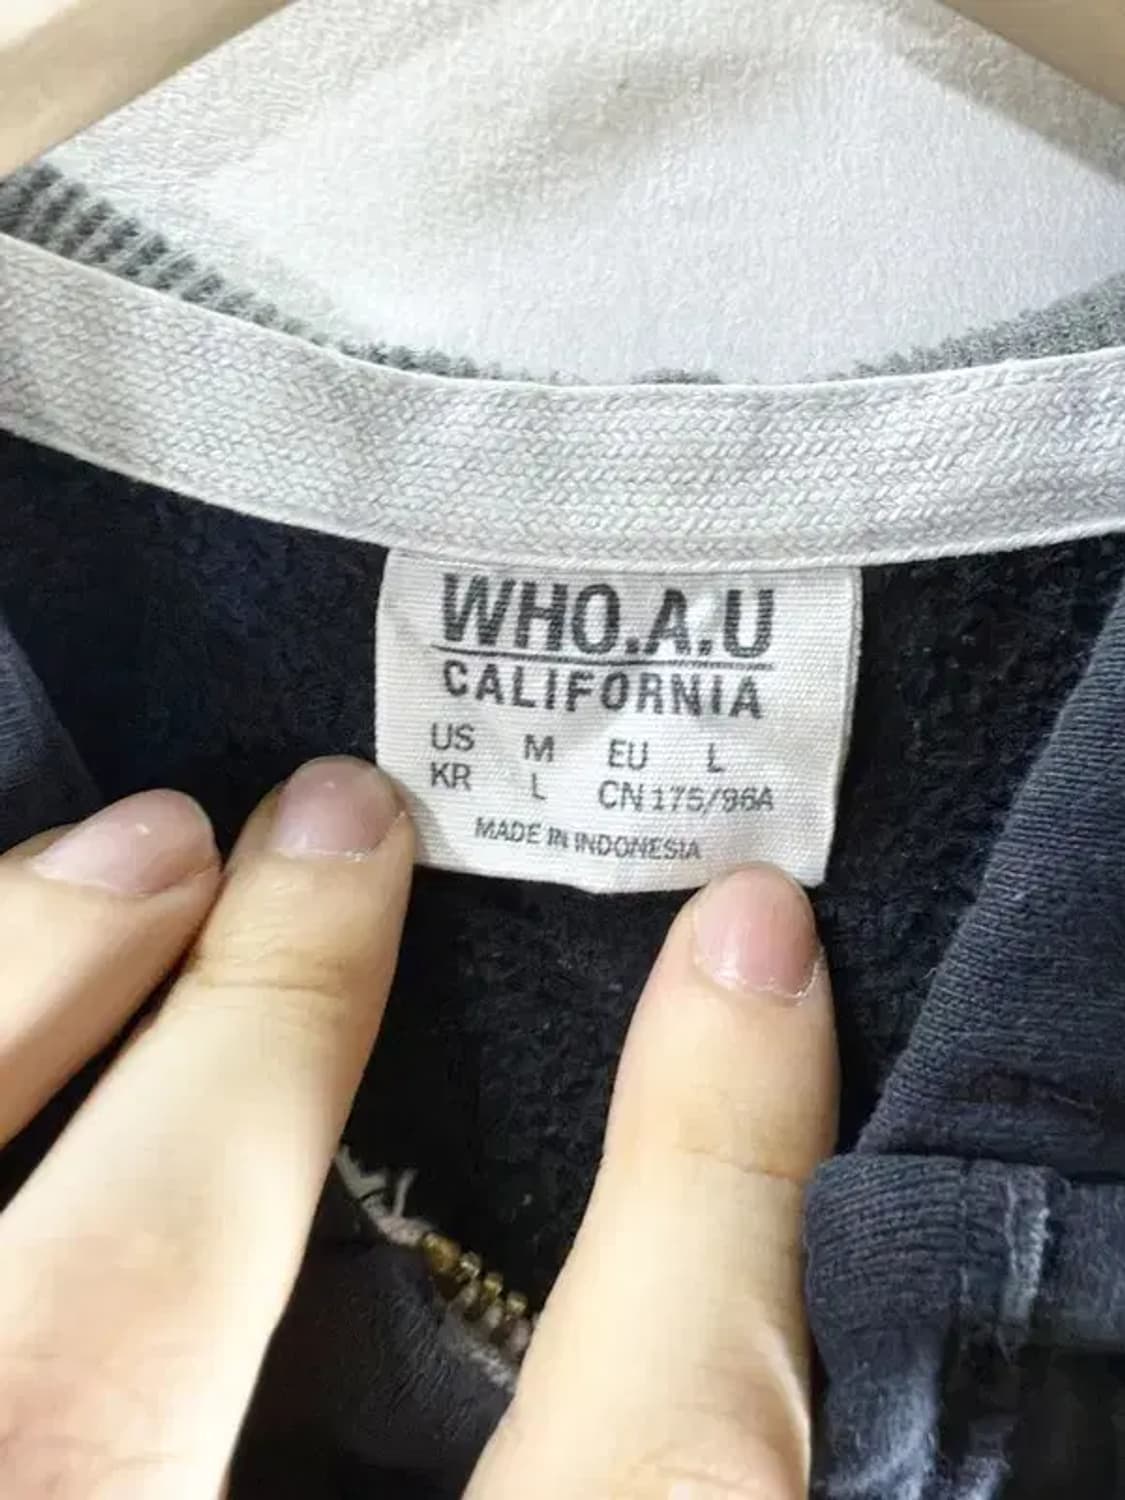 WHO.A.U
CALIFORNIA
US M EU L
KR L CN 175/96A
MADE IN INDONESIA